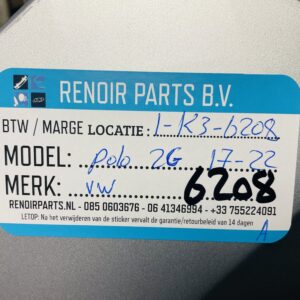 RENOIR PARTS B.V.
BTW / MARGE LOCATIE: 1-K3-6208
MODEL: polo 2G 17-22
MERK: VW 6208
RENOIRPARTS.NL - 085 0603676 - 06 41346994 - +33 755224091
LETOP: Na het verwijderen van de sticker vervalt de garantie/retourbeleid van 14 dagen
A